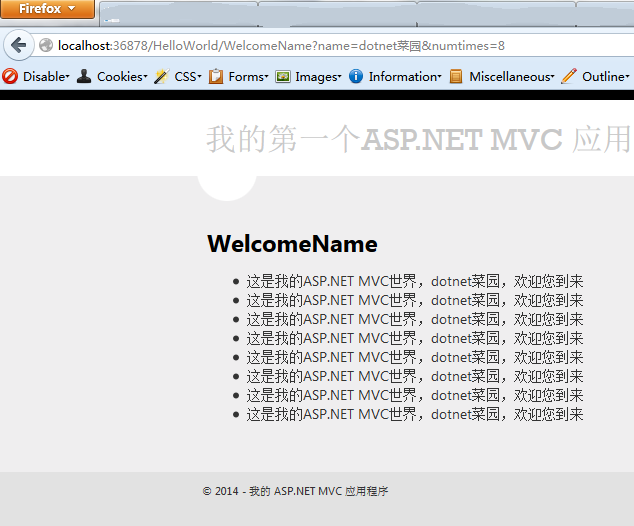 Firefox
localhost:36878/HelloWorld/WelcomeName?name=dotnet菜园&numtimes=8
Disable Cookies CSS Forms Images Information Miscellaneous Outline
我的第一个ASP.NET MVC 应用
WelcomeName
这是我的ASP.NET MVC世界，dotnet菜园，欢迎您到来
这是我的ASP.NET MVC世界，dotnet菜园，欢迎您到来
这是我的ASP.NET MVC世界，dotnet菜园，欢迎您到来
这是我的ASP.NET MVC世界，dotnet菜园，欢迎您到来
这是我的ASP.NET MVC世界，dotnet菜园，欢迎您到来
这是我的ASP.NET MVC世界，dotnet菜园，欢迎您到来
这是我的ASP.NET MVC世界，dotnet菜园，欢迎您到来
这是我的ASP.NET MVC世界，dotnet菜园，欢迎您到来
© 2014 - 我的 ASP.NET MVC 应用程序